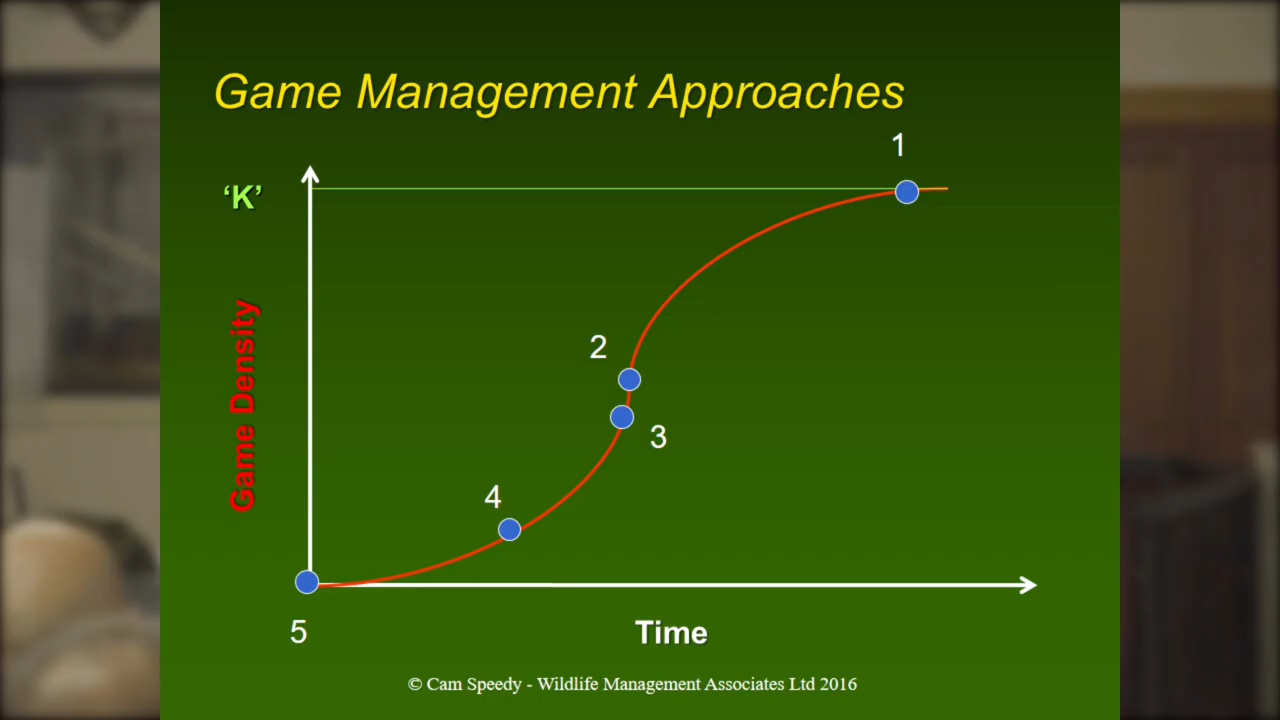 Game Management Approaches
1
‘K’
2
Game Density
3
4
5
Time
© Cam Speedy - Wildlife Management Associates Ltd 2016